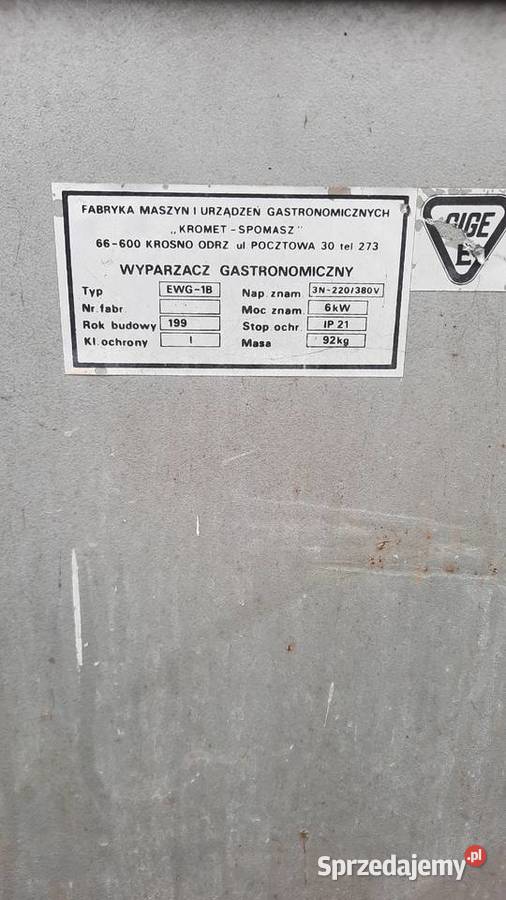 FABRYKA MASZYN I URZĄDZEŃ GASTRONOMICZNYCH
„KROMET-SPOMASZ"
66-600 KROSNO ODRZ ul POCZTOWA 30 tel 273
WYPARZACZ GASTRONOMICZNY
Typ EWG-1B Nap. znam. 3N-220/380V
Nr. fabr. Moc znam. 6kW
Rok budowy 199 Stop ochr. IP 21
Kl. ochrony I Masa 92kg
Sprzedajemy.pl